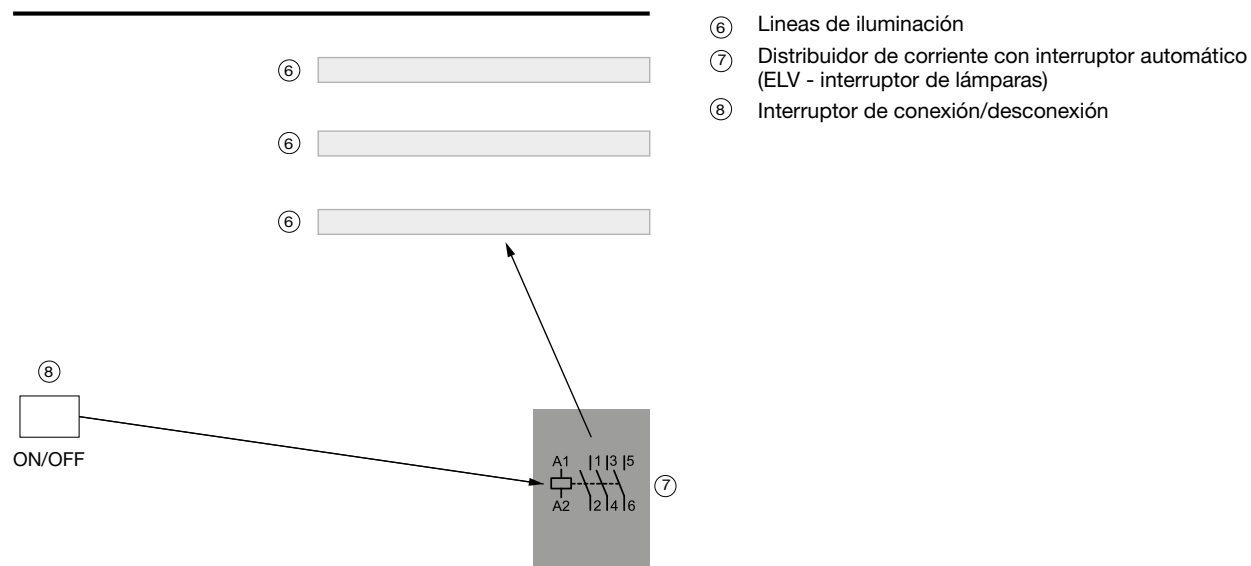 ⑥ Lineas de iluminación
⑦ Distribuidor de corriente con interruptor automático
(ELV - interruptor de lámparas)
⑧ Interruptor de conexión/desconexión
⑥
⑥
⑥
⑧
ON/OFF
A1 1 3 5
⑦
A2 2 4 6